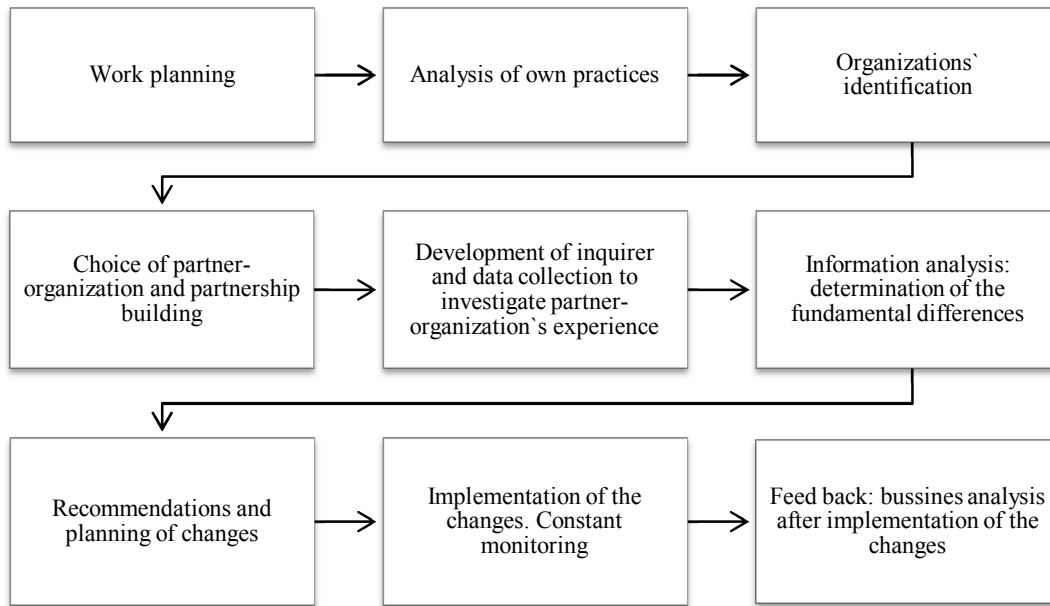 Work planning
Analysis of own practices
Organizations`
identification
Choice of partner-
organization and partnership
building
Development of inquirer
and data collection to
investigate partner-
organization`s experience
Information analysis:
determination of the
fundamental differences
Recommendations and
planning of changes
Implementation of the
changes. Constant
monitoring
Feed back: bussines analysis
after implementation of the
changes